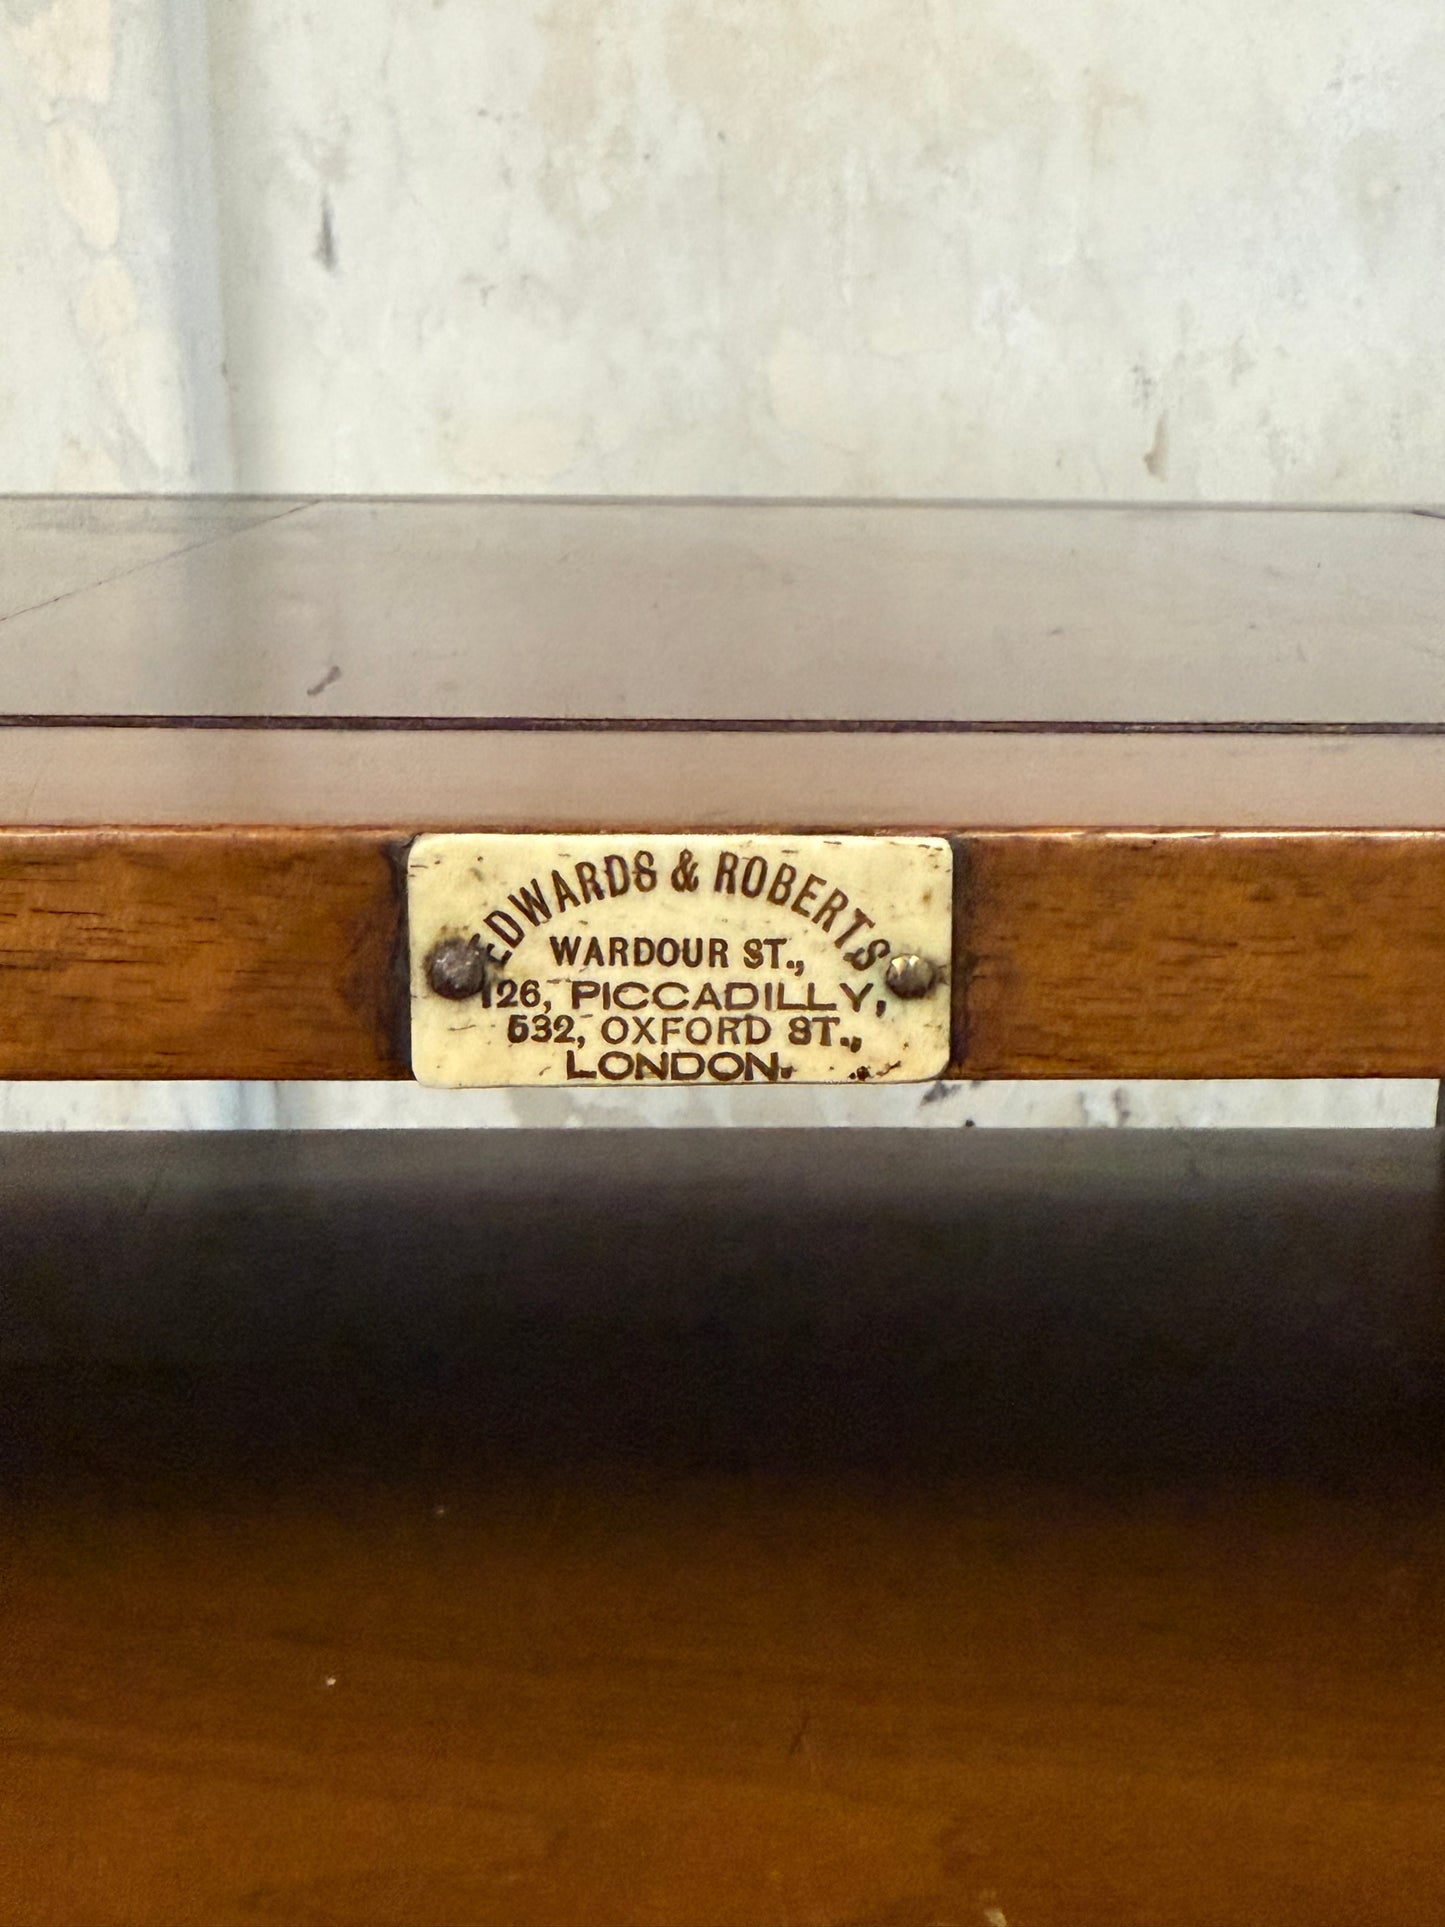 EDWARDS & ROBERTS
WARDOUR ST.,
126, PICCADILLY,
532, OXFORD ST.,
LONDON.